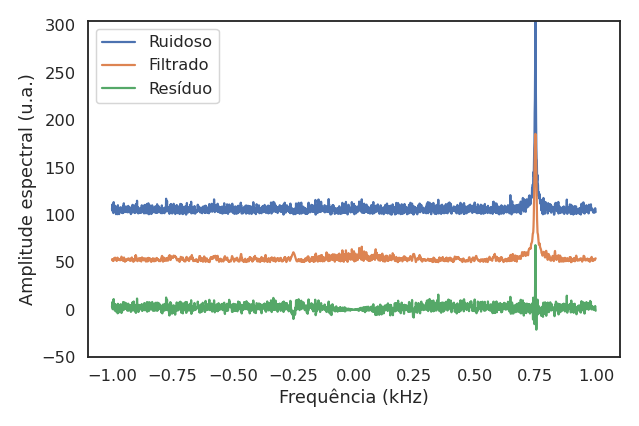 Ruidoso
Filtrado
Resíduo
Amplitude espectral (u.a.)
300
250
200
150
100
50
0
−50
−1.00 −0.75 −0.50 −0.25 0.00 0.25 0.50 0.75 1.00
Frequência (kHz)